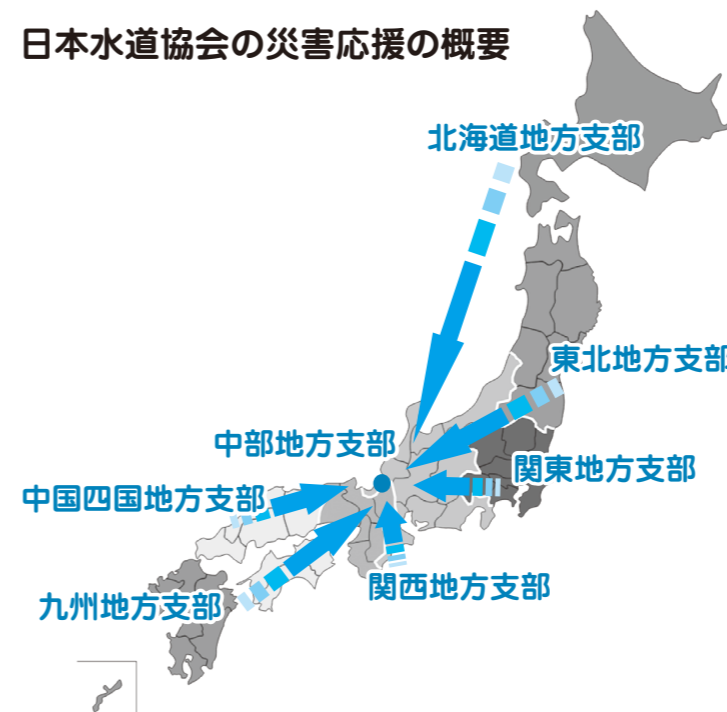 日本水道協会の災害応援の概要
北海道地方支部
東北地方支部
中部地方支部
関東地方支部
中国四国地方支部
関西地方支部
九州地方支部